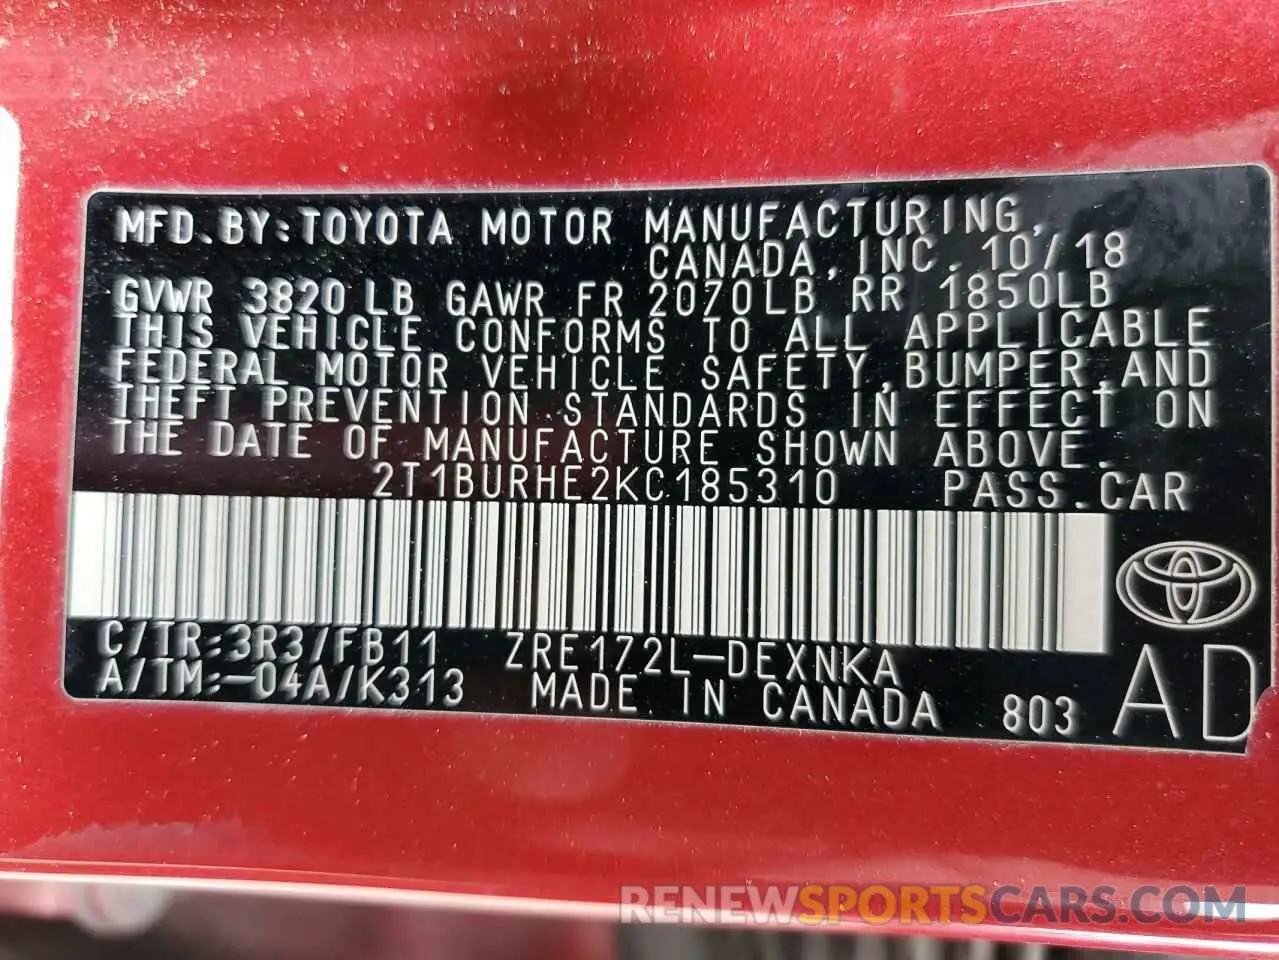 MFD.BY:TOYOTA MOTOR MANUFACTURING,
CANADA,INC. 10/18
GVWR 3820LB GAWR FR 2070LB RR 1850LB
THIS VEHICLE CONFORMS TO ALL APPLICABLE
FEDERAL MOTOR VEHICLE SAFETY,BUMPER,AND
THEFT PREVENTION STANDARDS IN EFFECT ON
THE DATE OF MANUFACTURE SHOWN ABOVE.
2T1BURHE2KC185310 PASS.CAR
C/TR:3R3/FB11 ZRE172L-DEXNKA
A/TM:-04A/K313 MADE IN CANADA 803 AD
RENEWSPORTSCARS.COM